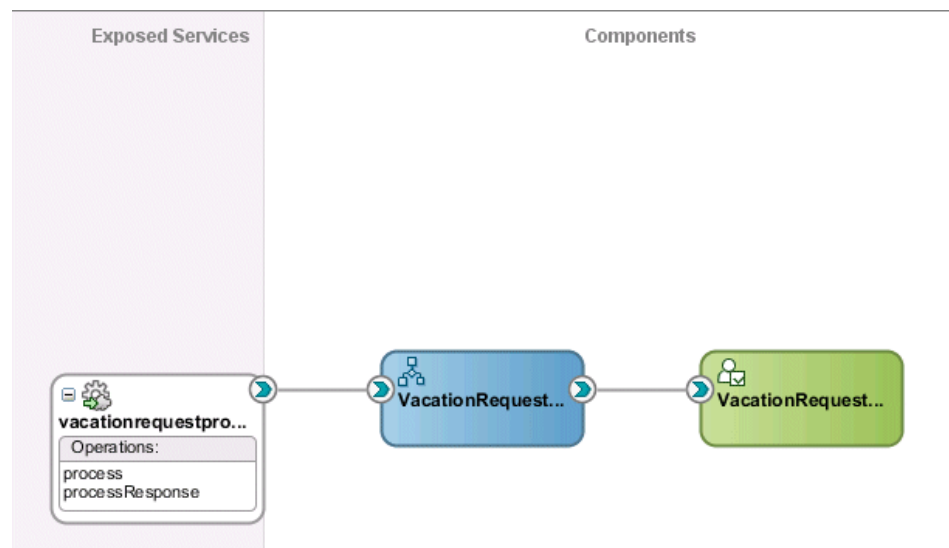 Exposed Services
Components
vacationrequestpro...
Operations:
process
processResponse
VacationRequest...
VacationRequest...